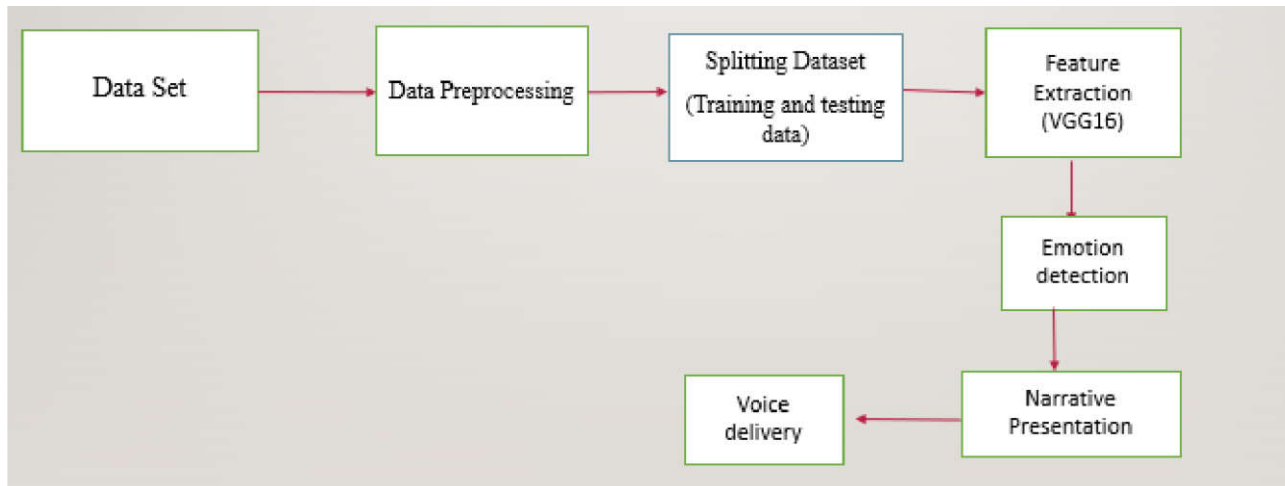 Data Set
Data Preprocessing
Splitting Dataset
(Training and testing
data)
Feature
Extraction
(VGG16)
Emotion
detection
Narrative
Presentation
Voice
delivery